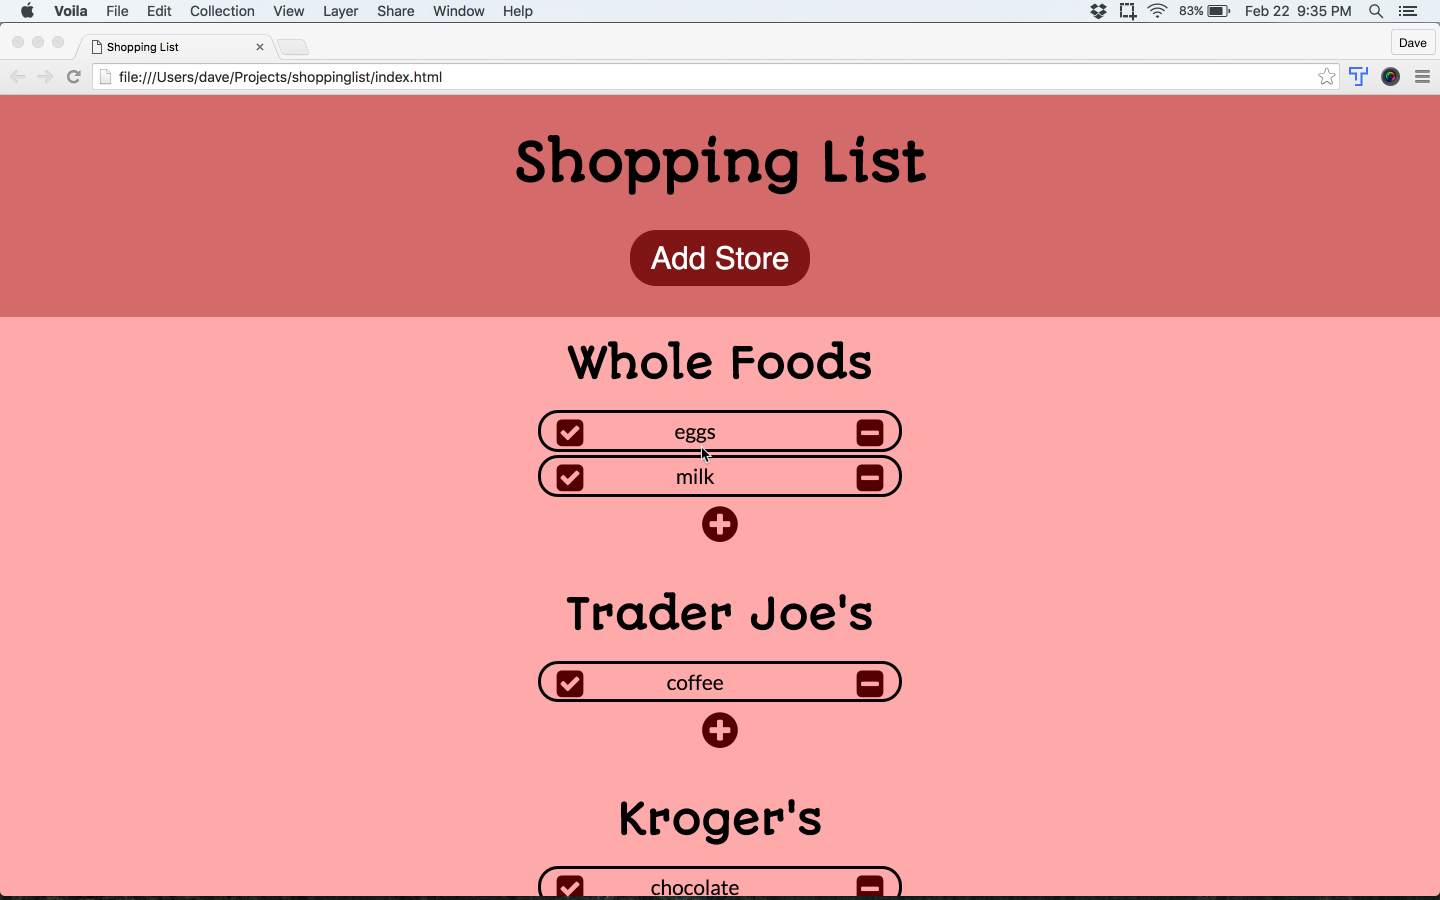 Voila File Edit Collection View Layer Share Window Help 83% Feb 22 9:35 PM
Shopping List
Dave
file:///Users/dave/Projects/shoppinglist/index.html
Shopping List
Add Store
Whole Foods
eggs
milk
Trader Joe's
coffee
Kroger's
chocolate